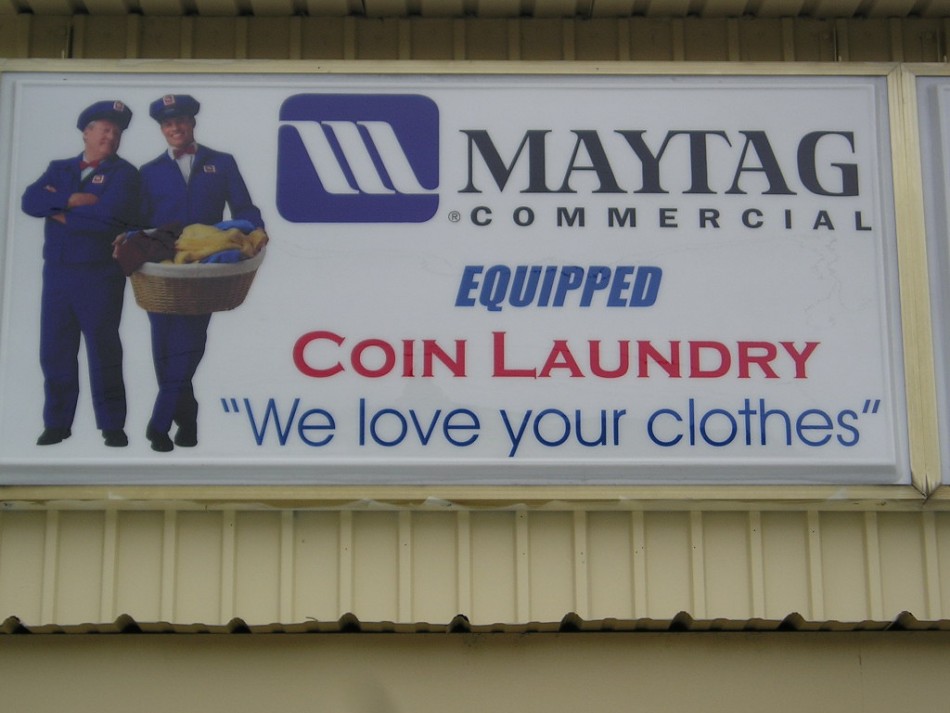 MAYTAG
® COMMERCIAL
EQUIPPED
COIN LAUNDRY
"We love your clothes"